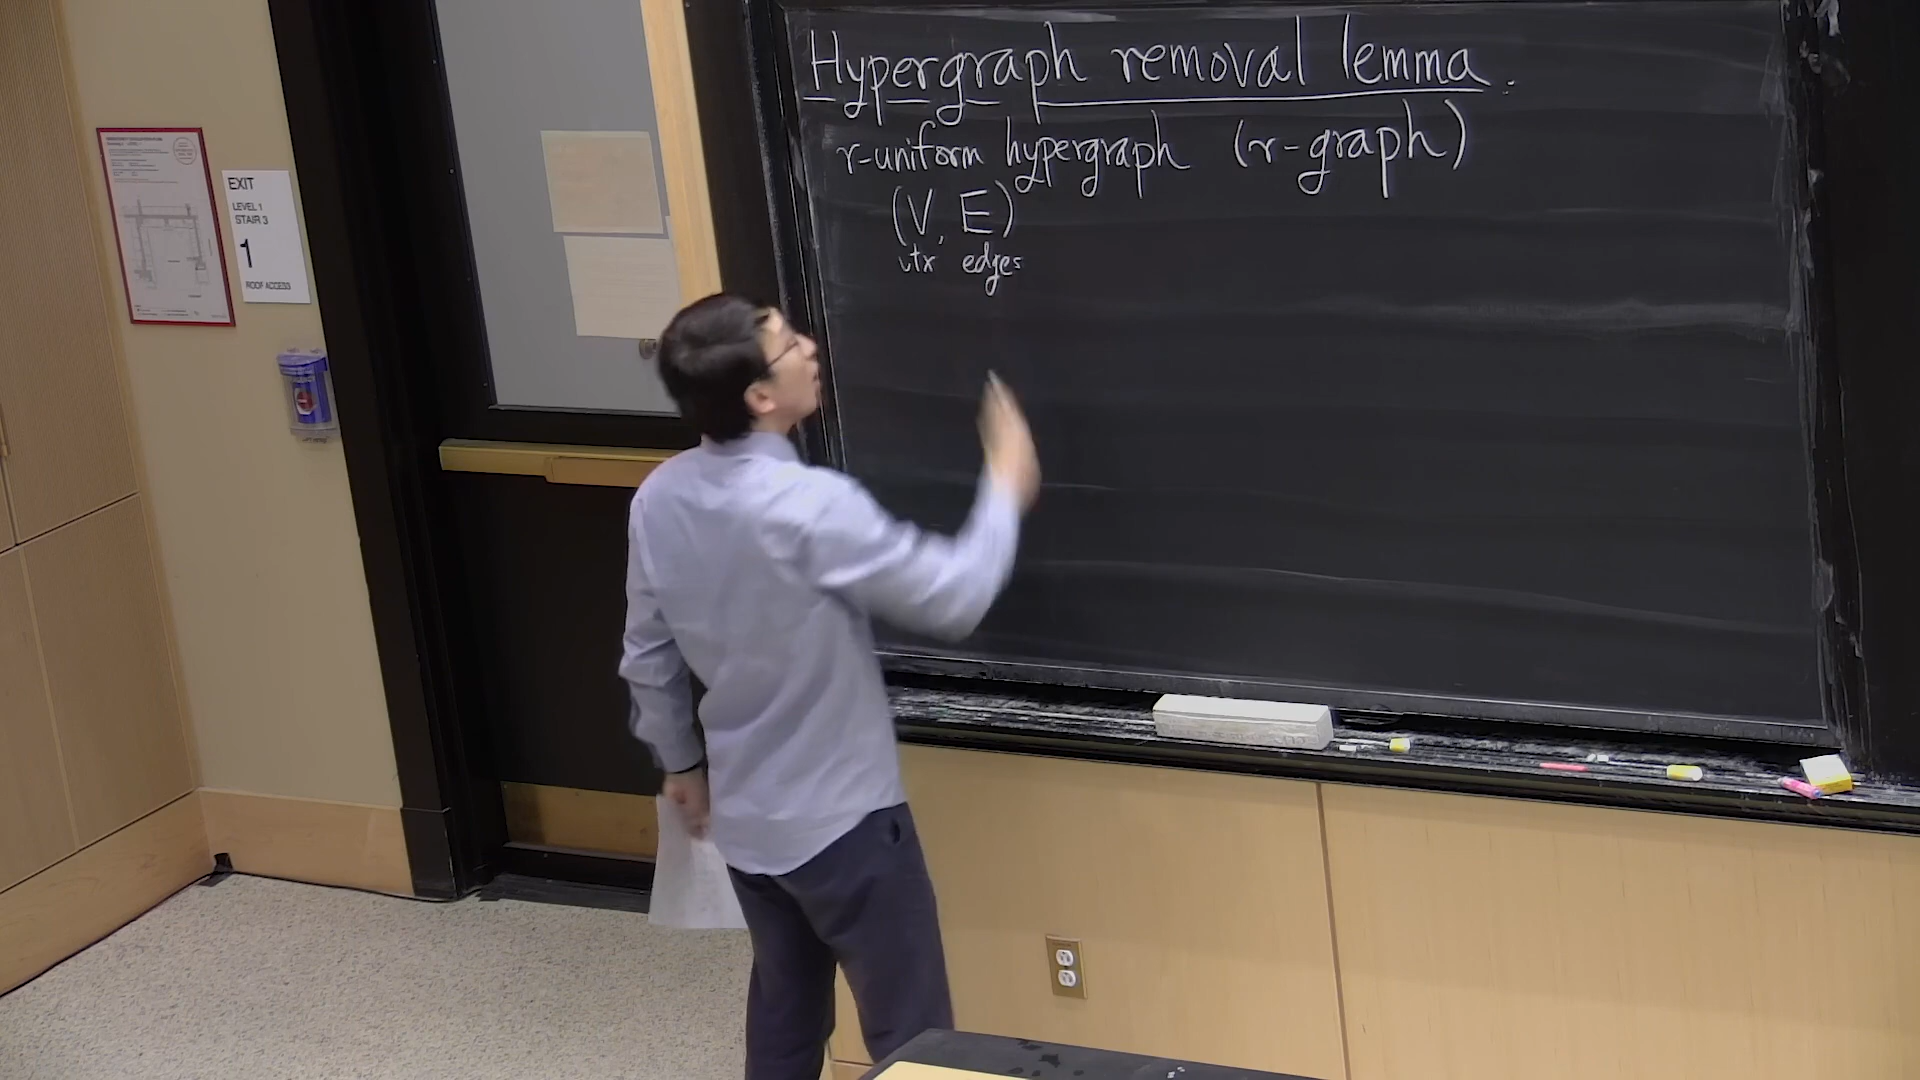 Hypergraph removal lemma.
r-uniform hypergraph (r-graph)
(V, E)
vtx edges
EXIT
LEVEL 1
STAIR 3
1
ROOF ACCESS